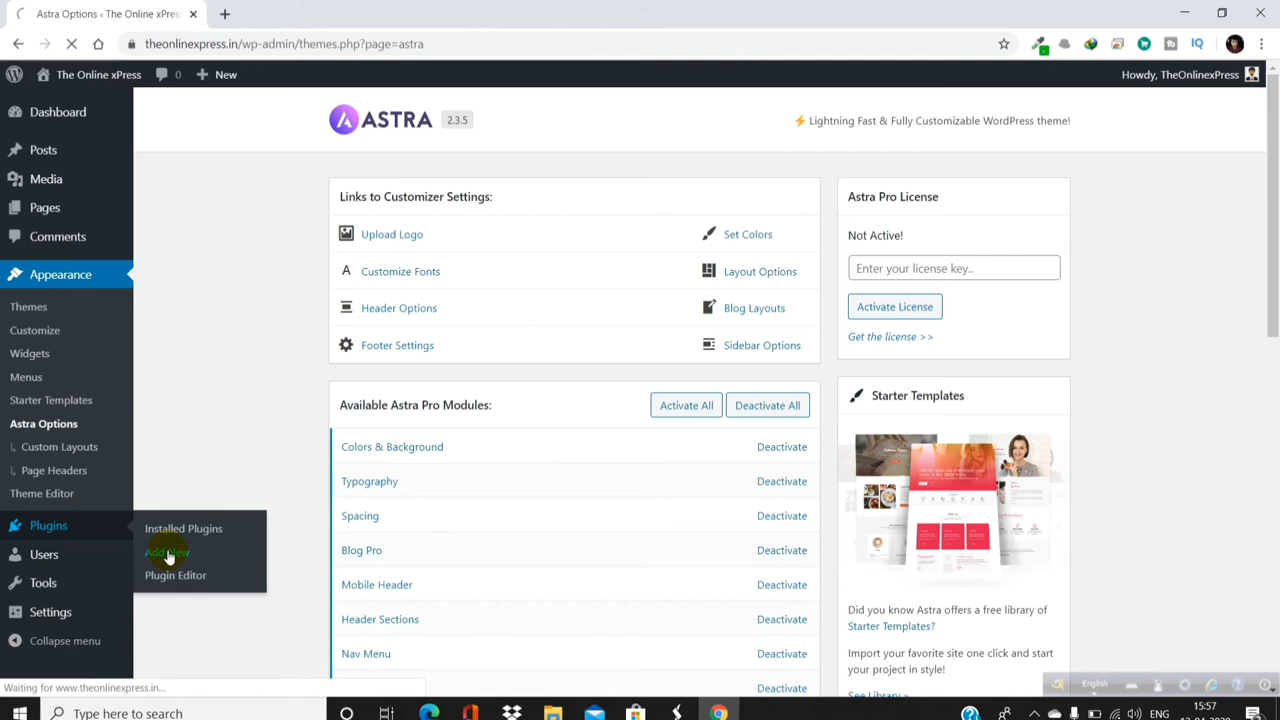 Astra Options ‹ The Online xPres
theonlinexpress.in/wp-admin/themes.php?page=astra
The Online xPress 0 New
Howdy, TheOnlinexPress
Dashboard
Posts
Media
Pages
Comments
Appearance
Themes
Customize
Widgets
Menus
Starter Templates
Astra Options
Custom Layouts
Page Headers
Theme Editor
Plugins
Users
Tools
Settings
Collapse menu
Installed Plugins
Add New
Plugin Editor
ASTRA 2.3.5
Lightning Fast & Fully Customizable WordPress theme!
Links to Customizer Settings:
Upload Logo
Set Colors
Customize Fonts
Layout Options
Header Options
Blog Layouts
Footer Settings
Sidebar Options
Available Astra Pro Modules:
Activate All
Deactivate All
Colors & Background Deactivate
Typography Deactivate
Spacing Deactivate
Blog Pro Deactivate
Mobile Header Deactivate
Header Sections Deactivate
Nav Menu Deactivate
Deactivate
Astra Pro License
Not Active!
Enter your license key..
Activate License
Get the license >>
Starter Templates
Did you know Astra offers a free library of
Starter Templates?
Import your favorite site one click and start
your project in style!
See Library »
Waiting for www.theonlinexpress.in...
English
Type here to search
ENG
15:57